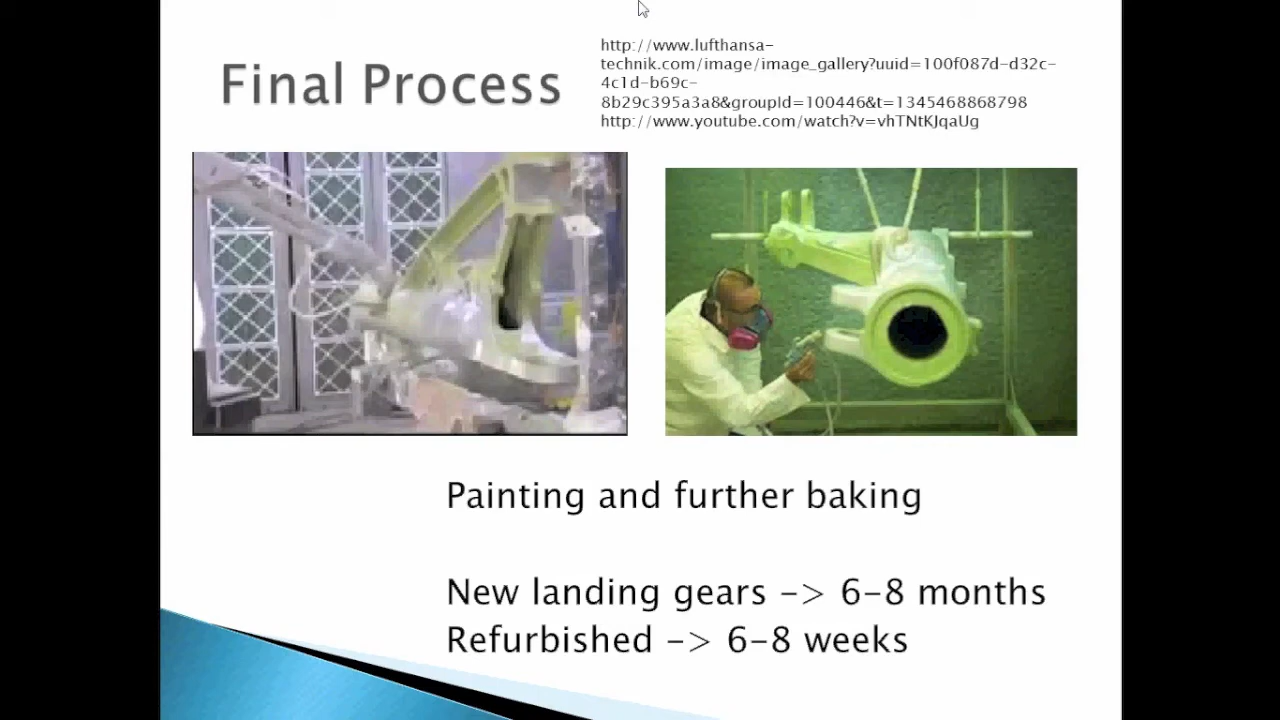 Final Process
http://www.lufthansa-
technik.com/image/image_gallery?uuid=100f087d-d32c-
4c1d-b69c-
8b29c395a3a8&groupId=100446&t=1345468868798
http://www.youtube.com/watch?v=vhTNtKJqaUg
Painting and further baking
New landing gears -> 6-8 months
Refurbished -> 6-8 weeks